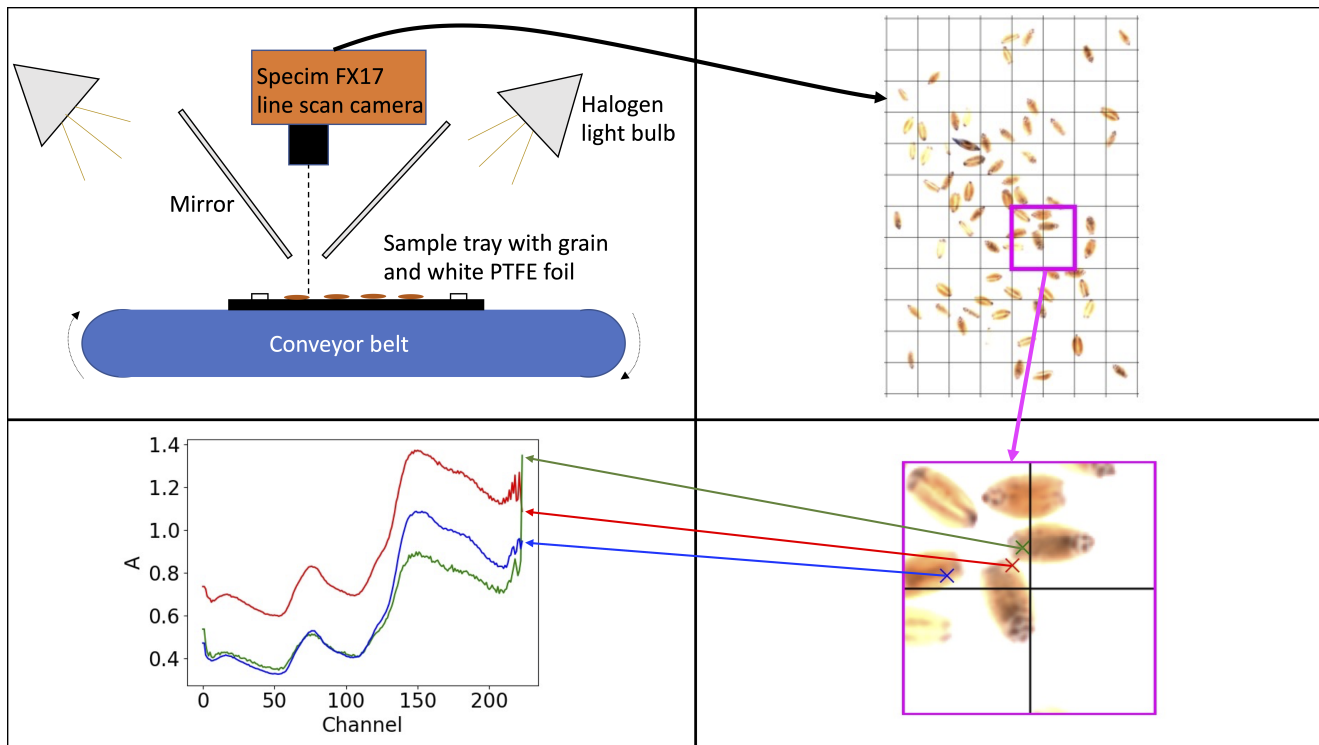 Specim FX17
line scan camera
Halogen
light bulb
Mirror
Sample tray with grain
and white PTFE foil
Conveyor belt
A
1.4
1.2
1.0
0.8
0.6
0.4
0 50 100 150 200
Channel